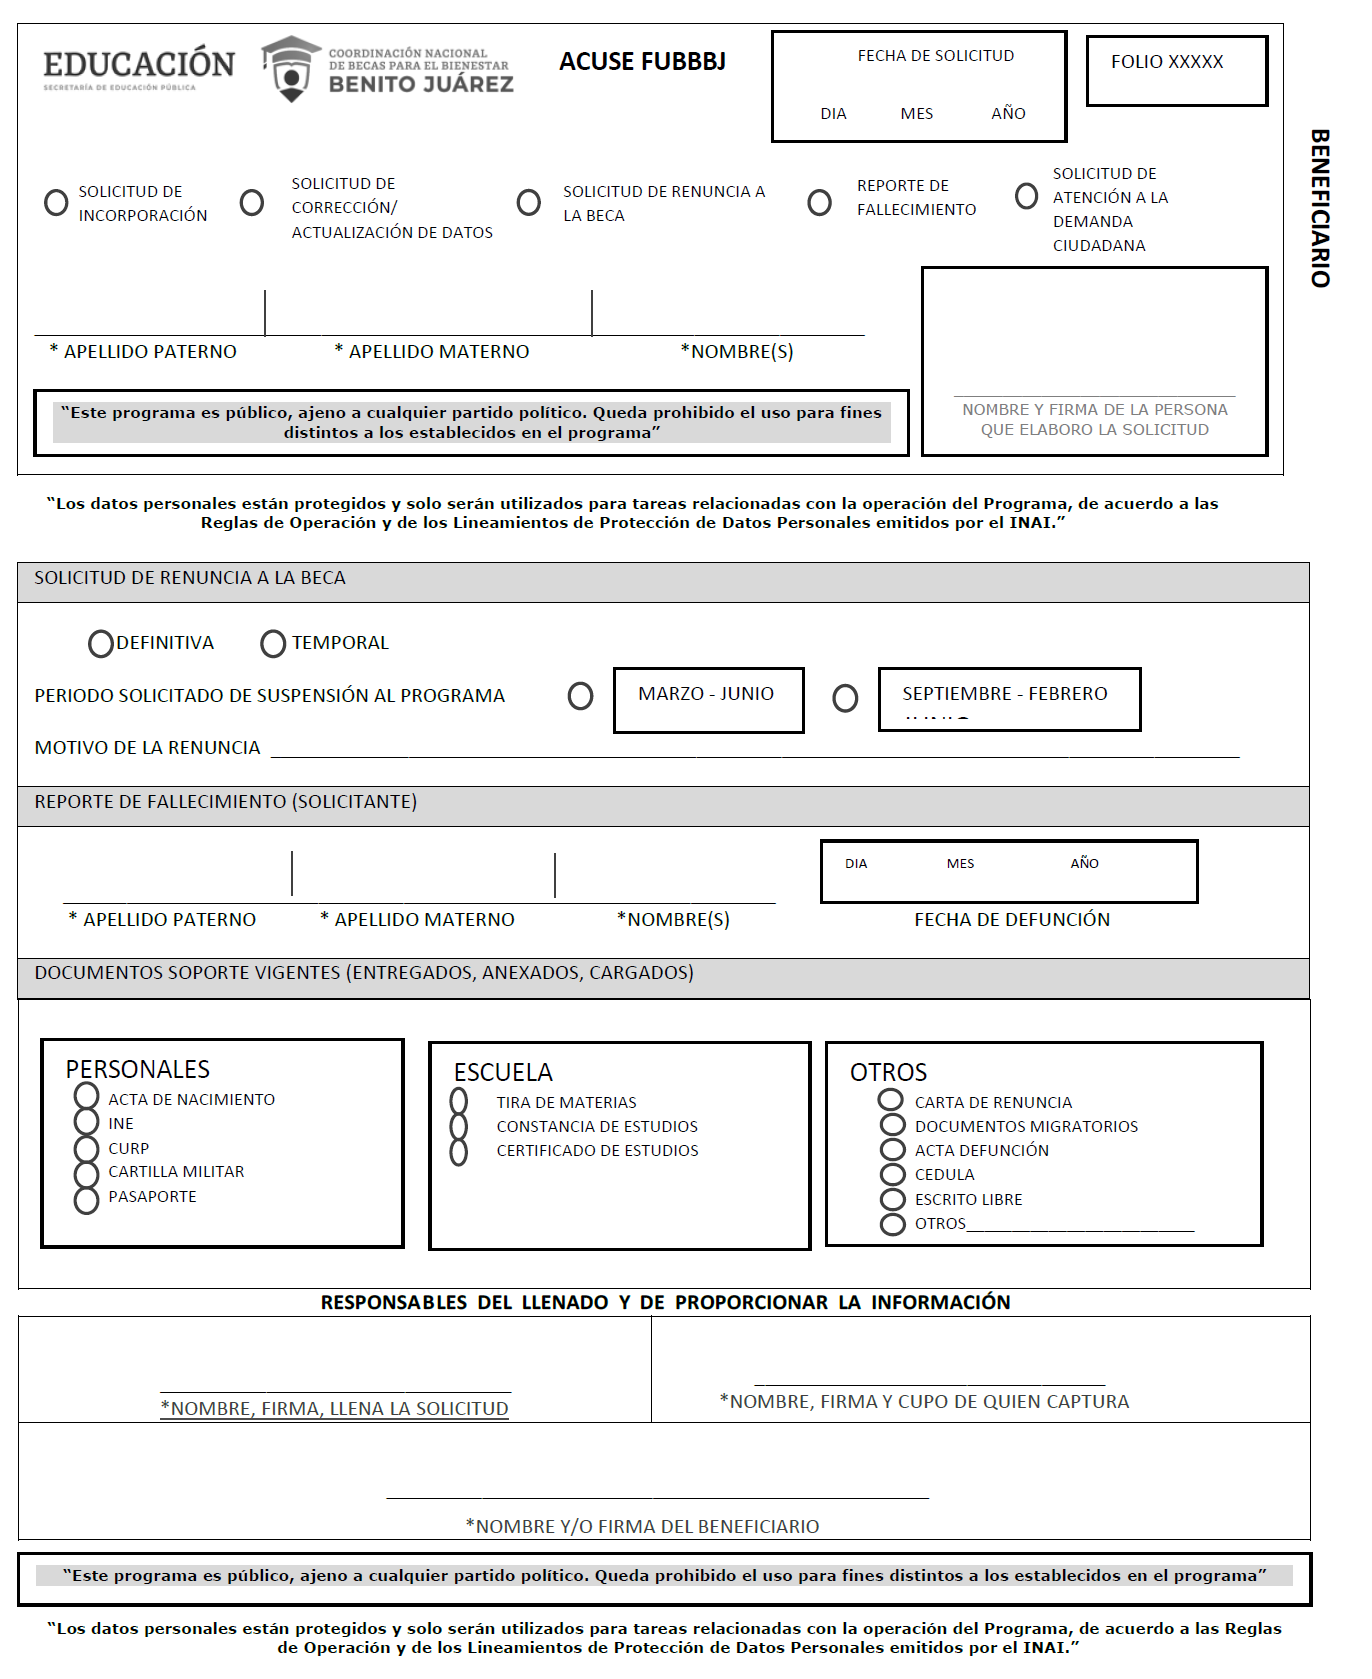 EDUCACIÓN
SECRETARÍA DE EDUCACIÓN PÚBLICA
COORDINACIÓN NACIONAL
DE BECAS PARA EL BIENESTAR
BENITO JUÁREZ
ACUSE FUBBBJ
FECHA DE SOLICITUD
DIA MES AÑO
FOLIO XXXXX
BENEFICIARIO
SOLICITUD DE
INCORPORACIÓN
SOLICITUD DE
CORRECCIÓN/
ACTUALIZACIÓN DE DATOS
SOLICITUD DE RENUNCIA A
LA BECA
REPORTE DE
FALLECIMIENTO
SOLICITUD DE
ATENCIÓN A LA
DEMANDA
CIUDADANA
* APELLIDO PATERNO * APELLIDO MATERNO *NOMBRE(S)
NOMBRE Y FIRMA DE LA PERSONA
QUE ELABORO LA SOLICITUD
“Este programa es público, ajeno a cualquier partido político. Queda prohibido el uso para fines
distintos a los establecidos en el programa”
“Los datos personales están protegidos y solo serán utilizados para tareas relacionadas con la operación del Programa, de acuerdo a las
Reglas de Operación y de los Lineamientos de Protección de Datos Personales emitidos por el INAI.”
SOLICITUD DE RENUNCIA A LA BECA
DEFINITIVA TEMPORAL
PERIODO SOLICITADO DE SUSPENSIÓN AL PROGRAMA MARZO - JUNIO SEPTIEMBRE - FEBRERO
MOTIVO DE LA RENUNCIA
REPORTE DE FALLECIMIENTO (SOLICITANTE)
DIA MES AÑO
* APELLIDO PATERNO * APELLIDO MATERNO *NOMBRE(S) FECHA DE DEFUNCIÓN
DOCUMENTOS SOPORTE VIGENTES (ENTREGADOS, ANEXADOS, CARGADOS)
PERSONALES
ACTA DE NACIMIENTO
INE
CURP
CARTILLA MILITAR
PASAPORTE
ESCUELA
TIRA DE MATERIAS
CONSTANCIA DE ESTUDIOS
CERTIFICADO DE ESTUDIOS
OTROS
CARTA DE RENUNCIA
DOCUMENTOS MIGRATORIOS
ACTA DEFUNCIÓN
CEDULA
ESCRITO LIBRE
OTROS
RESPONSABLES DEL LLENADO Y DE PROPORCIONAR LA INFORMACIÓN
*NOMBRE, FIRMA, LLENA LA SOLICITUD
*NOMBRE, FIRMA Y CUPO DE QUIEN CAPTURA
*NOMBRE Y/O FIRMA DEL BENEFICIARIO
“Este programa es público, ajeno a cualquier partido político. Queda prohibido el uso para fines distintos a los establecidos en el programa”
“Los datos personales están protegidos y solo serán utilizados para tareas relacionadas con la operación del Programa, de acuerdo a las Reglas
de Operación y de los Lineamientos de Protección de Datos Personales emitidos por el INAI.”